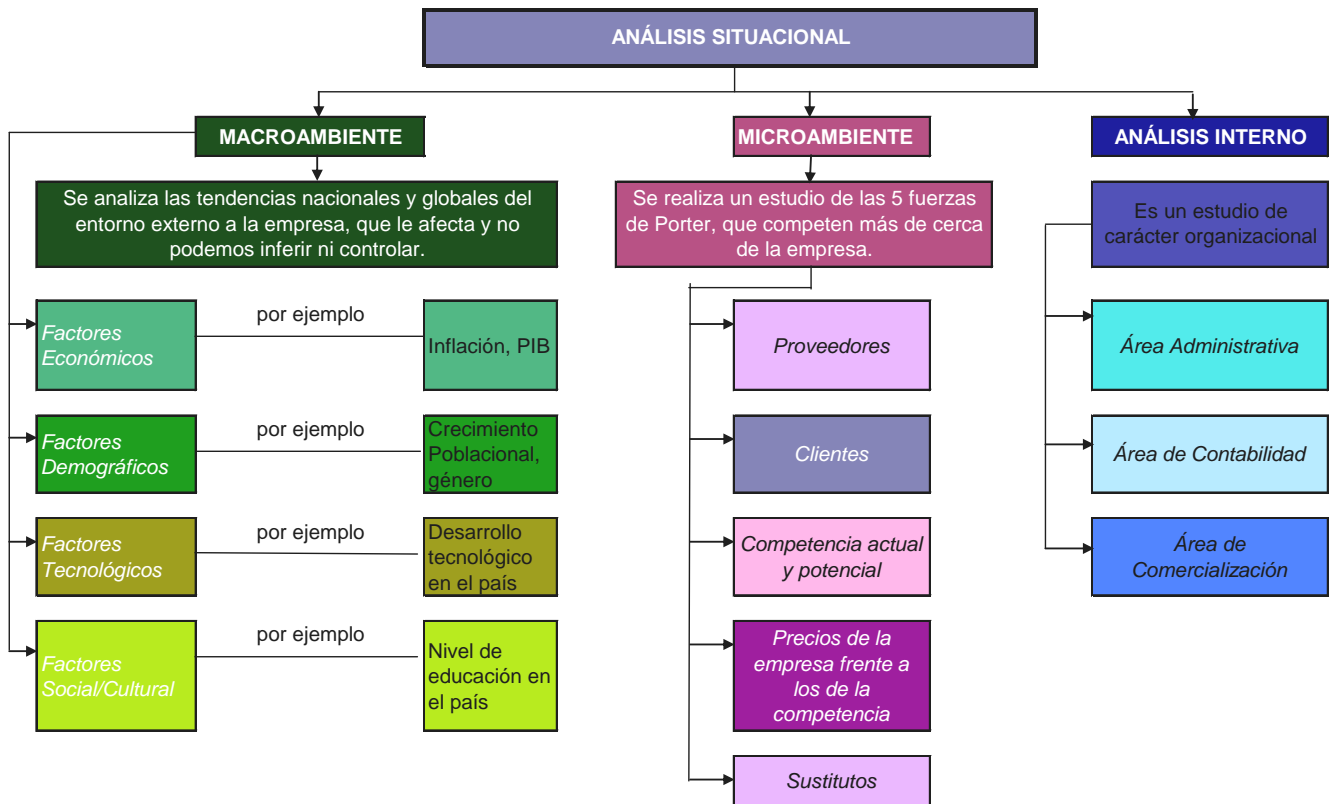 ANÁLISIS SITUACIONAL
MACROAMBIENTE
Se analiza las tendencias nacionales y globales del
entorno externo a la empresa, que le afecta y no
podemos inferir ni controlar.
Factores
Económicos
por ejemplo
Inflación, PIB
Factores
Demográficos
por ejemplo
Crecimiento
Poblacional,
género
Factores
Tecnológicos
por ejemplo
Desarrollo
tecnológico
en el país
Factores
Social/Cultural
por ejemplo
Nivel de
educación en
el país
MICROAMBIENTE
Se realiza un estudio de las 5 fuerzas
de Porter, que competen más de cerca
de la empresa.
Proveedores
Clientes
Competencia actual
y potencial
Precios de la
empresa frente a
los de la
competencia
Sustitutos
ANÁLISIS INTERNO
Es un estudio de
carácter organizacional
Área Administrativa
Área de Contabilidad
Área de
Comercialización